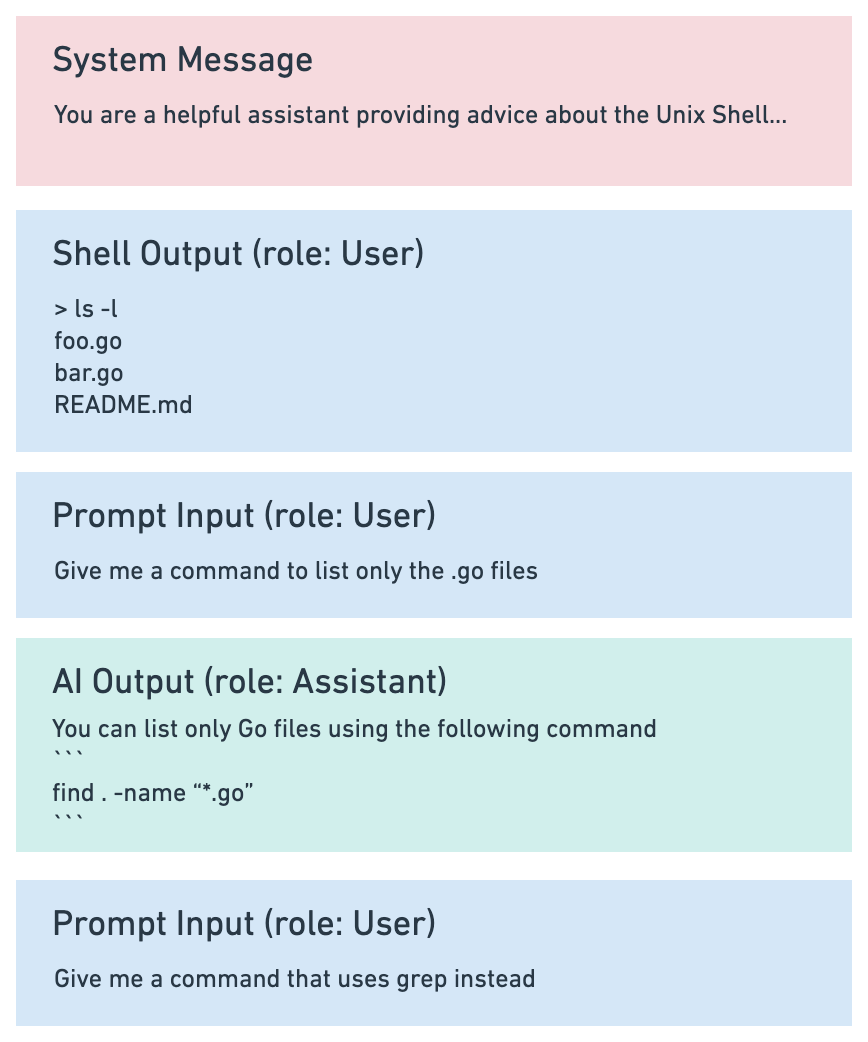 System Message
You are a helpful assistant providing advice about the Unix Shell...
Shell Output (role: User)
> ls -l
foo.go
bar.go
README.md
Prompt Input (role: User)
Give me a command to list only the .go files
AI Output (role: Assistant)
You can list only Go files using the following command
```
find . -name “*.go”
```
Prompt Input (role: User)
Give me a command that uses grep instead